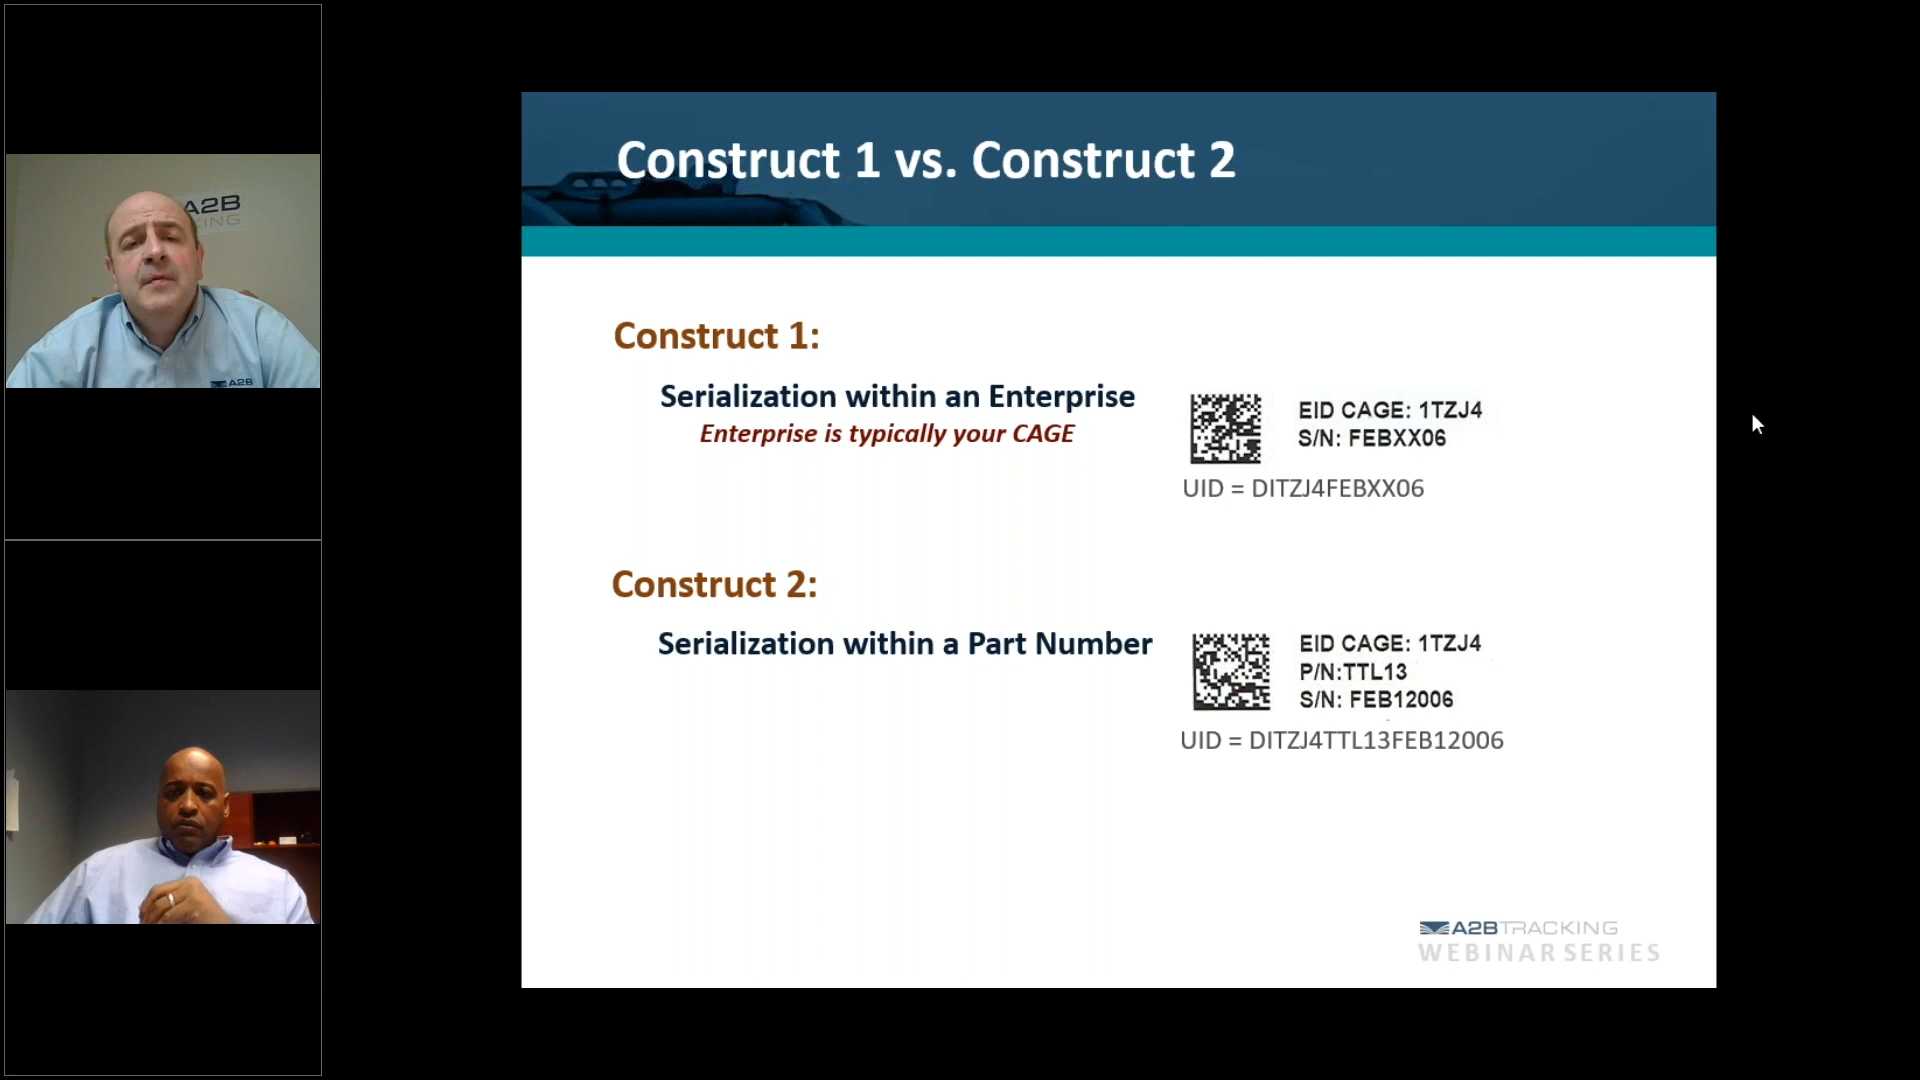 A2B
KING
A2B
Construct 1 vs. Construct 2
Construct 1:
Serialization within an Enterprise
Enterprise is typically your CAGE
EID CAGE: 1TZJ4
S/N: FEBXX06
UID = DITZJ4FEBXX06
Construct 2:
Serialization within a Part Number
EID CAGE: 1TZJ4
P/N:TTL13
S/N: FEB12006
UID = DITZJ4TTL13FEB12006
A2BTRACKING
WEBINAR SERIES